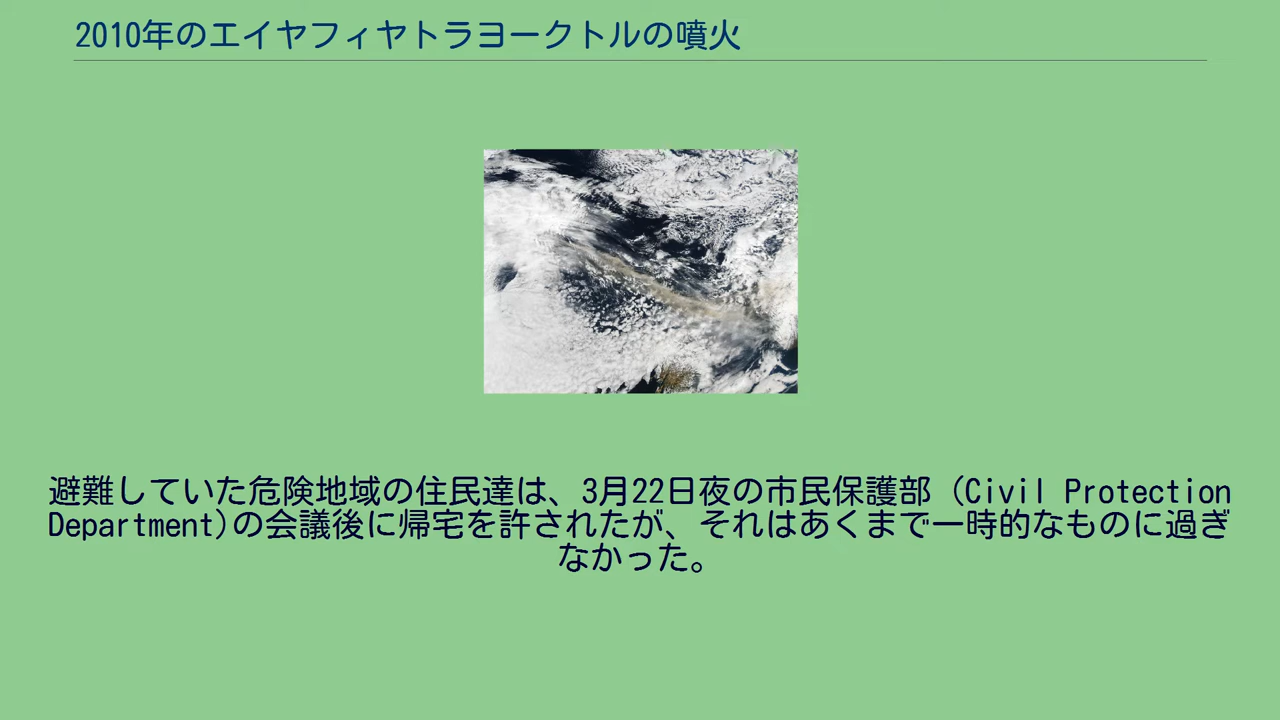 2010年のエイヤフィヤトラヨークトルの噴火
避難していた危険地域の住民達は、3月22日夜の市民保護部（Civil Protection
Department)の会議後に帰宅を許されたが、それはあくまで一時的なものに過ぎ
なかった。